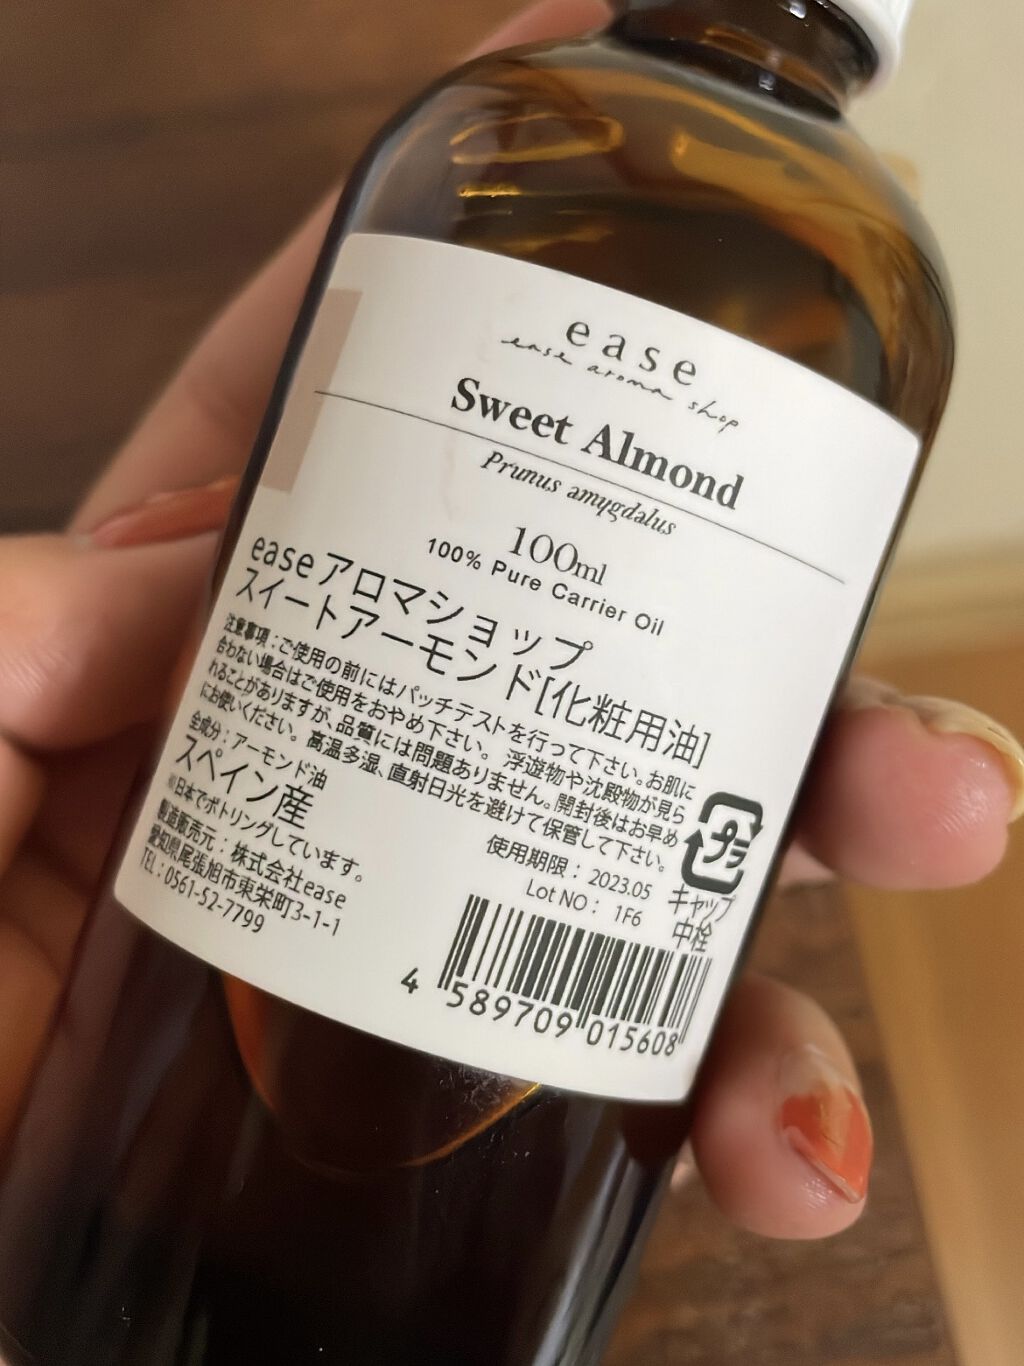 ease
ease aroma shop
Sweet Almond
Prunus amygdalus
100ml
100% Pure Carrier Oil
ease アロマショップ
スイートアーモンド[化粧用油]
注意事項：ご使用の前にはパッチテストを行って下さい。お肌に
合わない場合はご使用をおやめ下さい。 浮遊物や沈殿物が見ら
れることがありますが、品質には問題ありません。開封後はお早め
にお使いください。 高温多湿、直射日光を避けて保管して下さい。
全成分：アーモンド油
スペイン産
※日本でボトリングしています。
製造販売元：株式会社ease
愛知県尾張旭市東栄町3-1-1
TEL：0561-52-7799
使用期限：2023.05
Lot NO： 1F6
プラ
キャップ
中栓
4 589709 015608